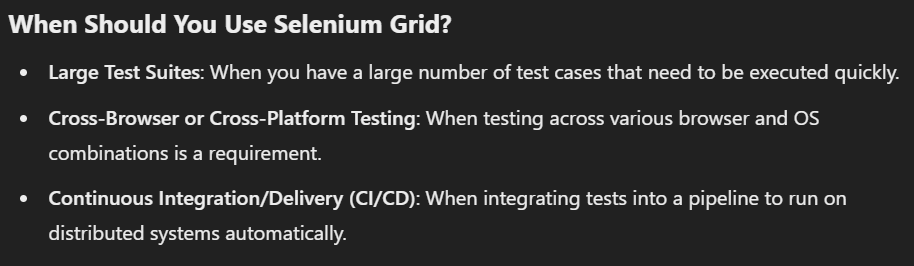 When Should You Use Selenium Grid?
• Large Test Suites: When you have a large number of test cases that need to be executed quickly.
• Cross-Browser or Cross-Platform Testing: When testing across various browser and OS
combinations is a requirement.
• Continuous Integration/Delivery (CI/CD): When integrating tests into a pipeline to run on
distributed systems automatically.